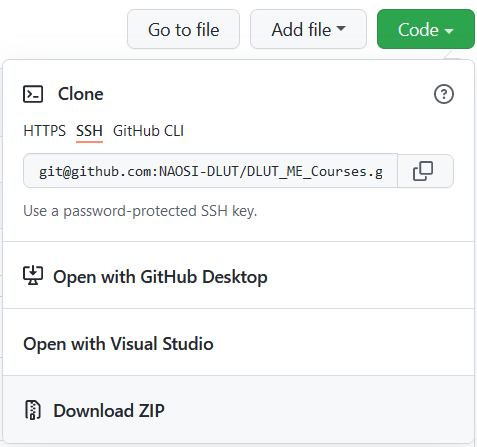 Go to file Add file Code
Clone
HTTPS SSH GitHub CLI
git@github.com:NAOSI-DLUT/DLUT_ME_Courses.g
Use a password-protected SSH key.
Open with GitHub Desktop
Open with Visual Studio
Download ZIP